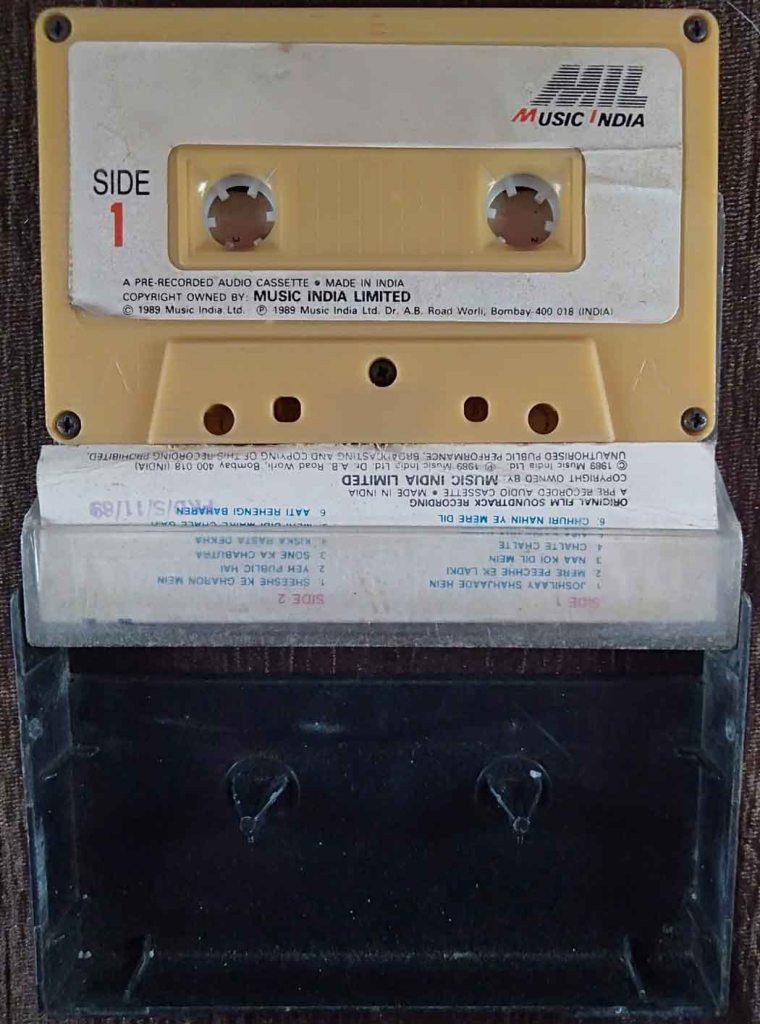 MIL
MUSIC INDIA
SIDE
1
A PRE-RECORDED AUDIO CASSETTE • MADE IN INDIA
COPYRIGHT OWNED BY: MUSIC INDIA LIMITED
© 1989 Music India Ltd. ℗ 1989 Music India Ltd. Dr. A.B. Road Worli, Bombay-400 018 (INDIA)
SIDE 1
1 JOSHILAAY SHAHJAADE HEIN
2 MERE PEECHHE EK LADKI
3 NAA KOI DIL MEIN
4 CHALTE CHALTE
6. CHHURI NAHIN YE MERE DIL
SIDE 2
1 SHEESHE KE GHARON MEIN
2 YEH PUBLIC HAI
3 SONE KA CHABUTRA
4 KISKA RASTA DEKHA
6 AATI REHENGI BAHAREN
ORIGINAL FILM SOUNDTRACK RECORDING
A PRE RECORDED AUDIO CASSETTE • MADE IN INDIA
COPYRIGHT OWNED BY: MUSIC INDIA LIMITED
© 1989 Music India Ltd. ℗ 1989 Music India Ltd. Dr. A.B. Road, Worli, Bombay 400 018 (INDIA)
UNAUTHORISED PUBLIC PERFORMANCE, BROADCASTING AND COPYING OF THIS RECORDING PROHIBITED.